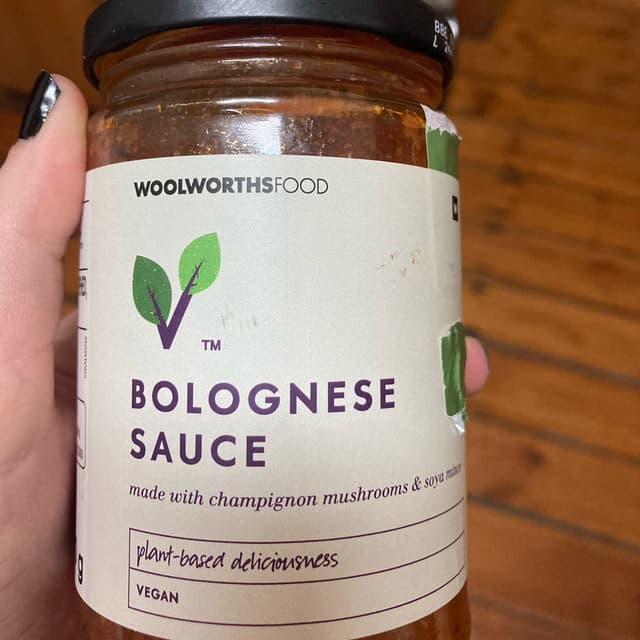 WOOLWORTHSFOOD
TM
BOLOGNESE
SAUCE
made with champignon mushrooms & soya mince
plant-based deliciousness
VEGAN